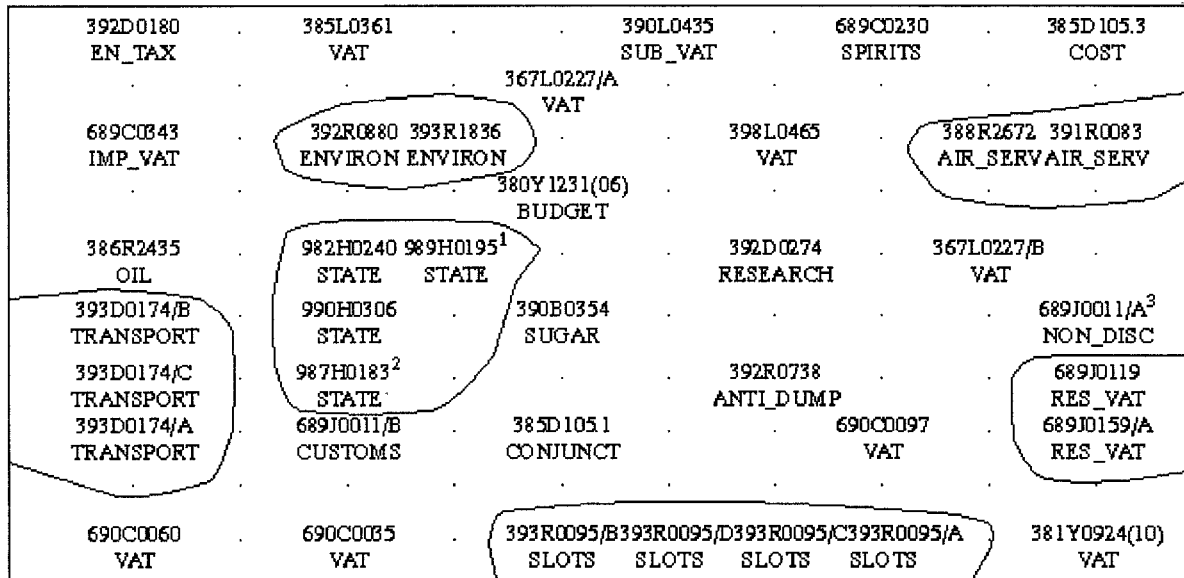 392D0180 385L0361 . . 390L0435 689C0230 . 385D105.3
EN_TAX VAT SUB_VAT SPIRITS COST
. . . . 367L0227/A . . . . .
VAT
689C0343 . 392R0880 393R1836 . . 398L0465 . 388R2672 391R0083
IMP_VAT ENVIRON ENVIRON VAT AIR_SERV AIR_SERV
. . . . 380Y1231(06) . . . . .
BUDGET
386R2435 . 982H0240 989H0195¹ . . 392D0274 . 367L0227/B .
OIL STATE STATE RESEARCH VAT
393D0174/B . 990H0306 . 390B0354 . . . . 689J0011/A³
TRANSPORT STATE SUGAR NON_DISC
393D0174/C . 987H0183² . . . 392R0738 . . 689J0119
TRANSPORT STATE ANTI_DUMP RES_VAT
393D0174/A . 689J0011/B . 385D105.1 . . 690C0097 . 689J0159/A
TRANSPORT CUSTOMS CONJUNCT VAT RES_VAT
. . . . . . . . . .
690C0060 . 690C0035 . 393R0095/B 393R0095/D 393R0095/C 393R0095/A . 381Y0924(10)
VAT VAT SLOTS SLOTS SLOTS SLOTS VAT